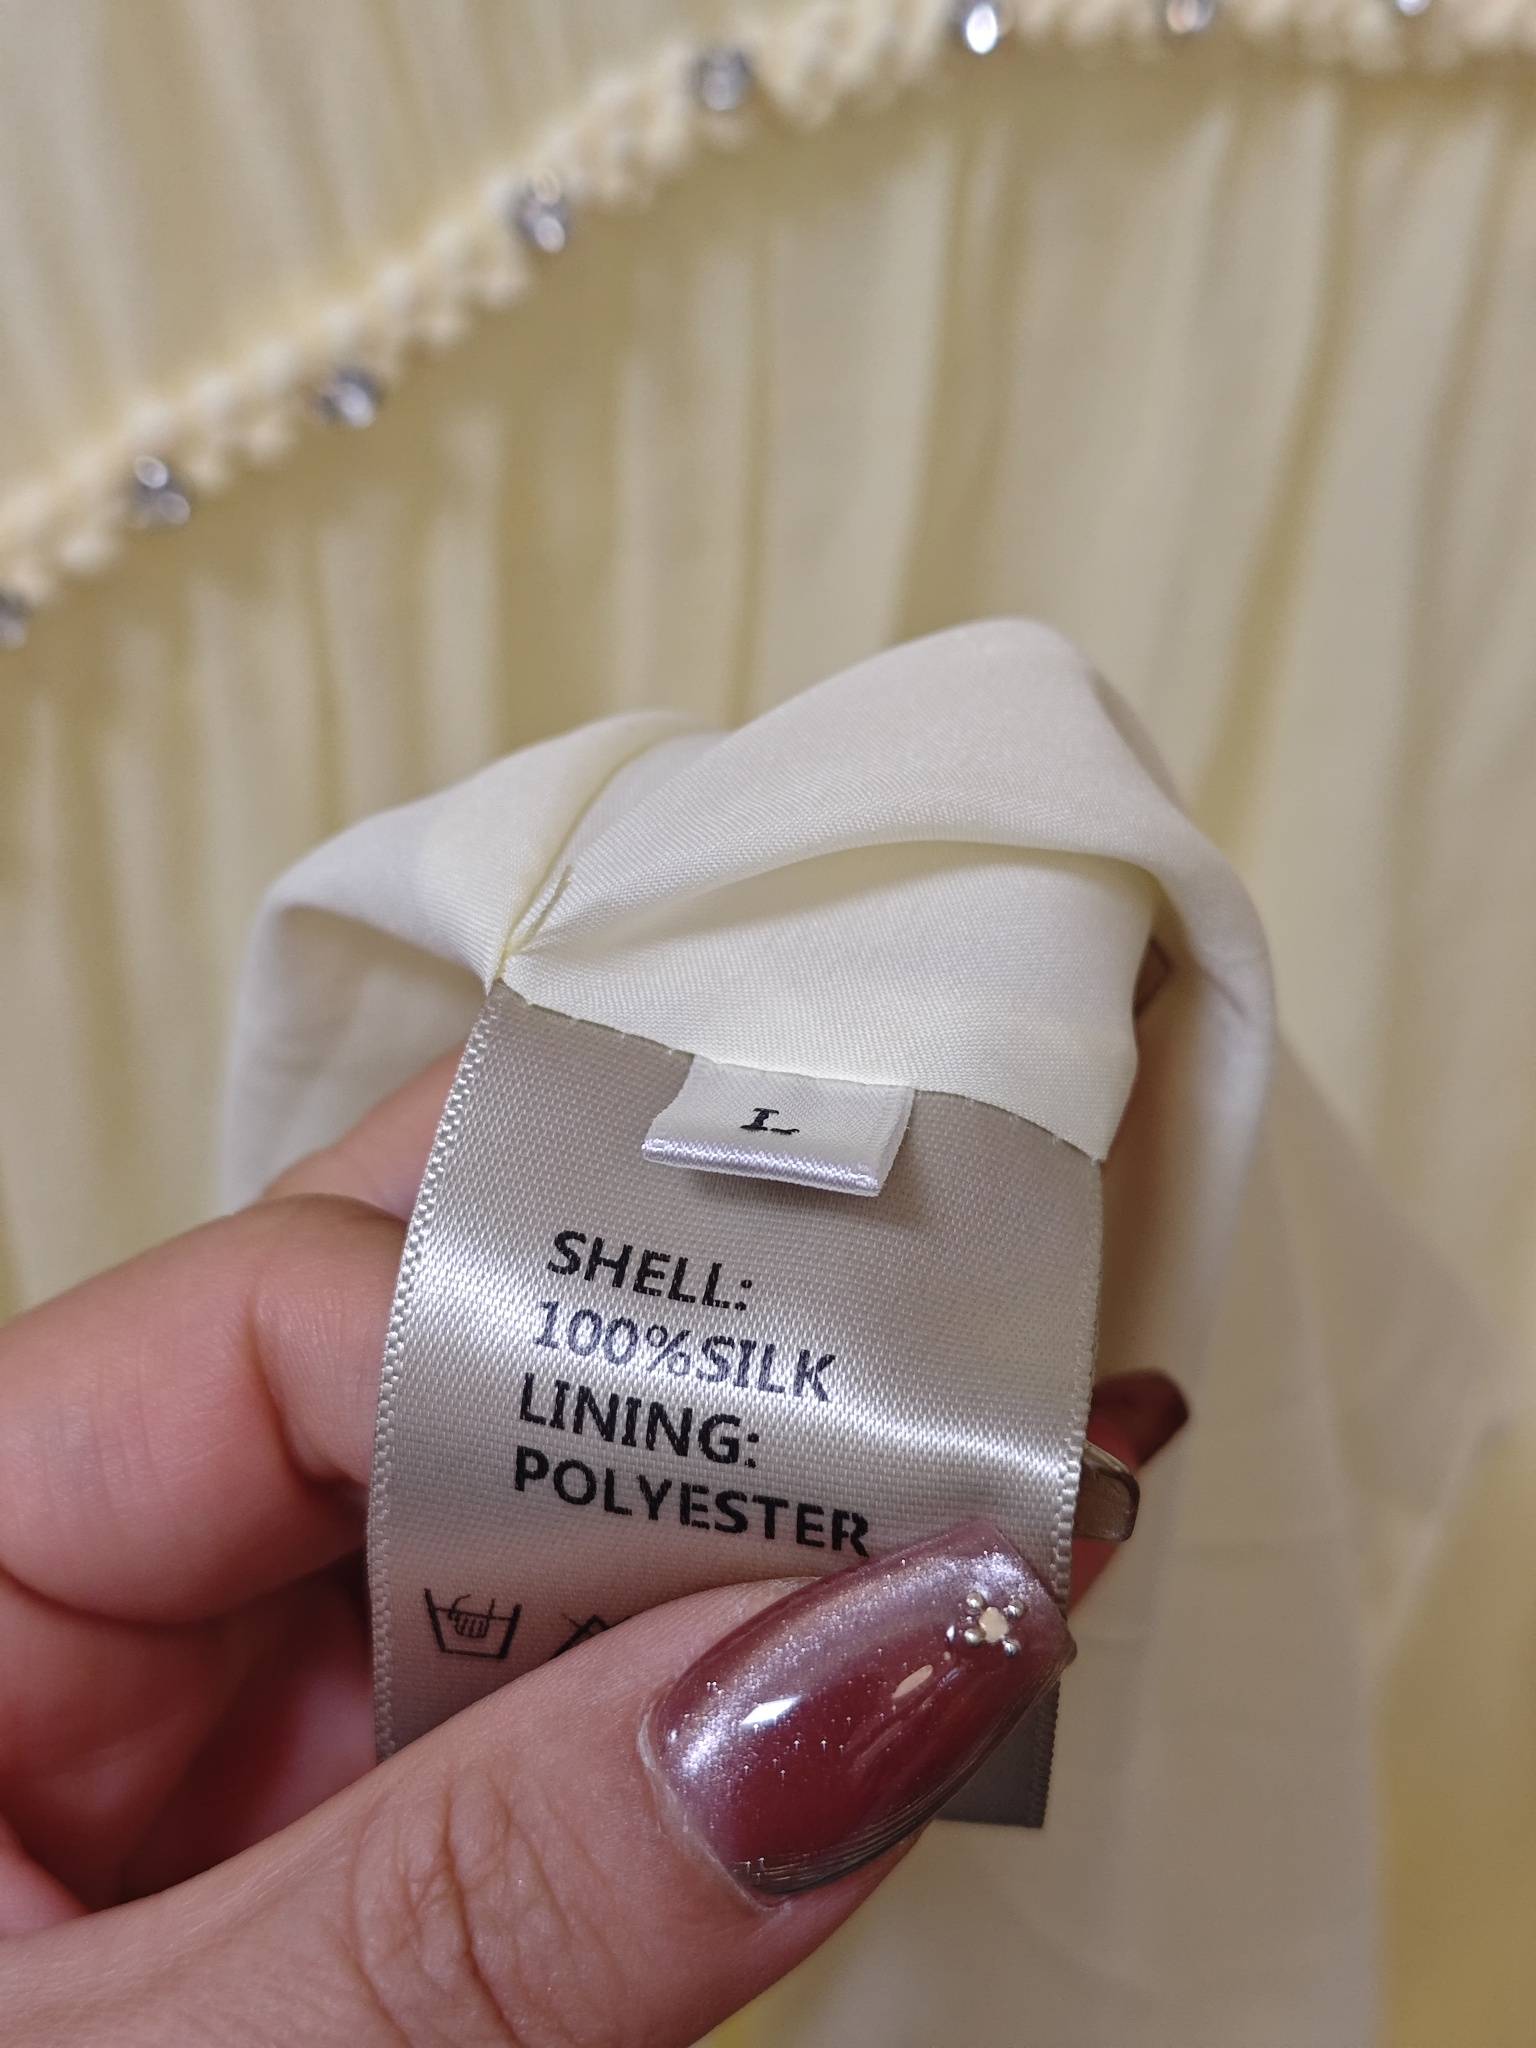 L
SHELL:
100%SILK
LINING:
POLYESTER